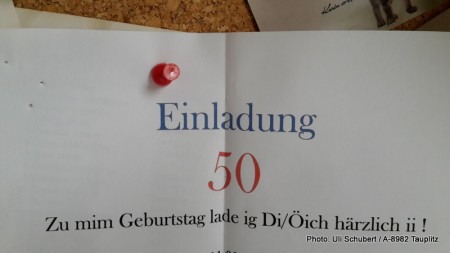 Einladung
50
Zu mim Geburtstag lade ig Di/Öich härzlich ii !
Photo: Uli Schubert / A-8982 Tauplitz